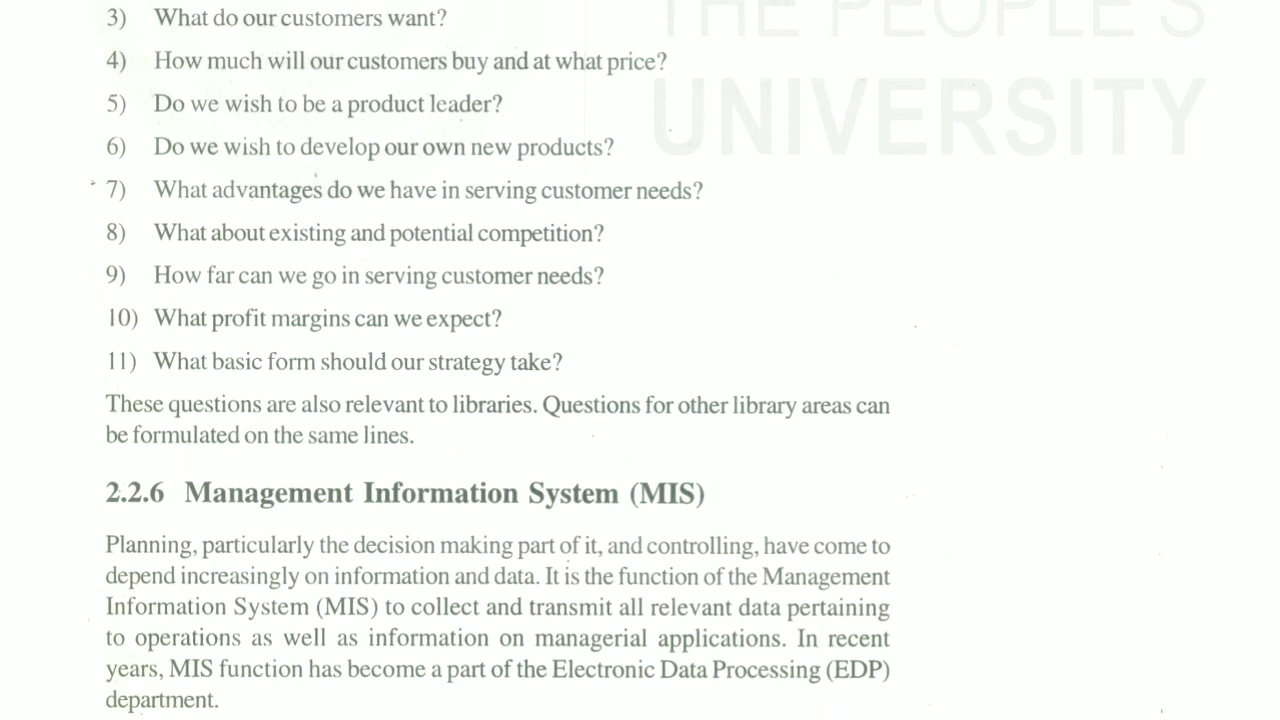 THE PEOPLE'S
UNIVERSITY
3) What do our customers want?
4) How much will our customers buy and at what price?
5) Do we wish to be a product leader?
6) Do we wish to develop our own new products?
7) What advantages do we have in serving customer needs?
8) What about existing and potential competition?
9) How far can we go in serving customer needs?
10) What profit margins can we expect?
11) What basic form should our strategy take?
These questions are also relevant to libraries. Questions for other library areas can
be formulated on the same lines.
2.2.6 Management Information System (MIS)
Planning, particularly the decision making part of it, and controlling, have come to
depend increasingly on information and data. It is the function of the Management
Information System (MIS) to collect and transmit all relevant data pertaining
to operations as well as information on managerial applications. In recent
years, MIS function has become a part of the Electronic Data Processing (EDP)
department.